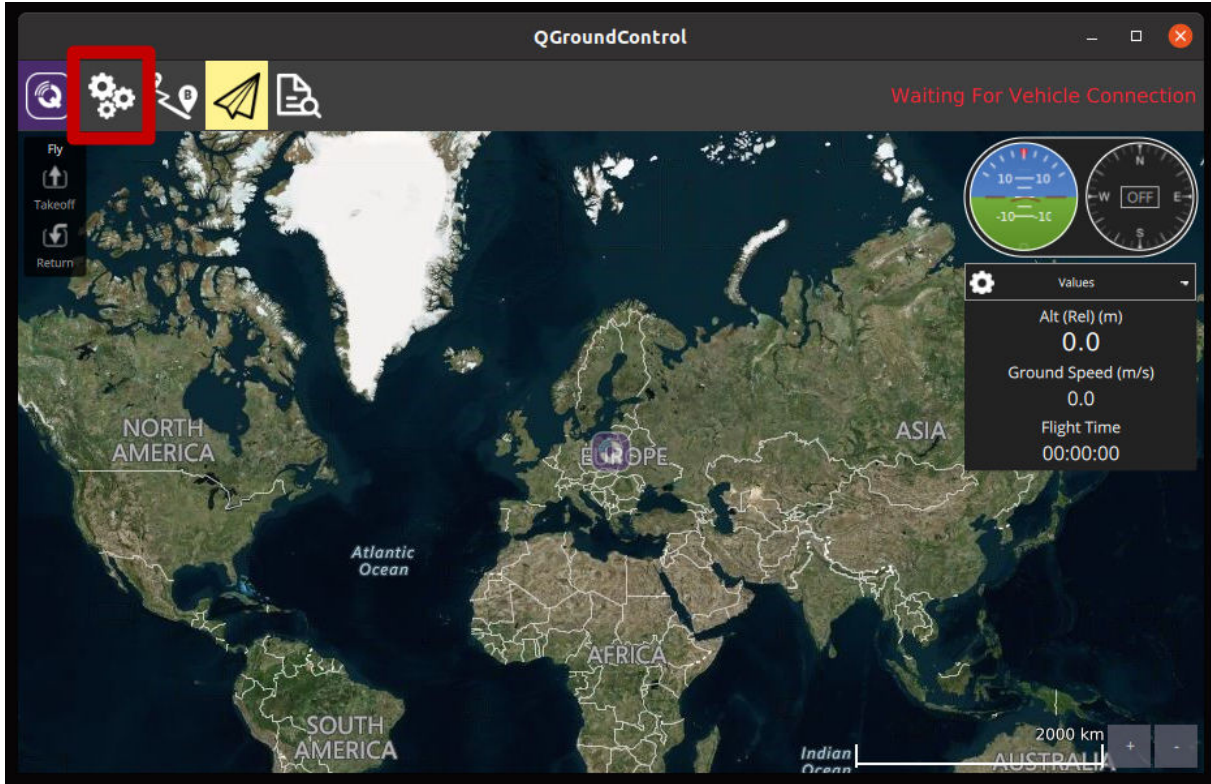 QGroundControl
B
Waiting For Vehicle Connection
Fly
Takeoff
Return
N
W OFF E
S
10 10
-10 -10
Values
Alt (Rel) (m)
0.0
Ground Speed (m/s)
0.0
Flight Time
00:00:00
NORTH
AMERICA
EUROPE
ASIA
Atlantic
Ocean
AFRICA
SOUTH
AMERICA
Indian
Ocean
2000 km
+ -
AUSTRALIA